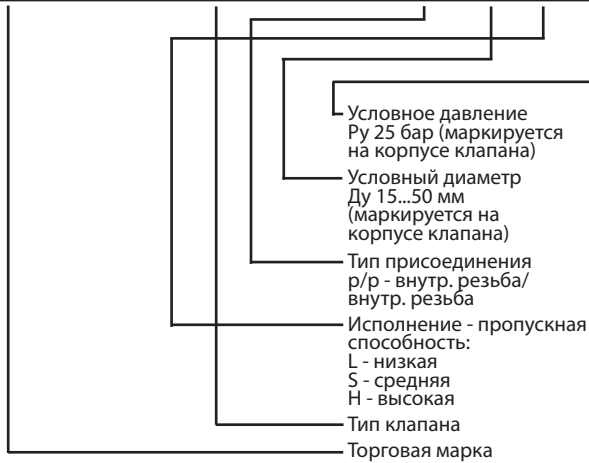 Условное давление
Ру 25 бар (маркируется
на корпусе клапана)
Условный диаметр
Ду 15...50 мм
(маркируется на
корпусе клапана)
Тип присоединения
р/р - внутр. резьба/
внутр. резьба
Исполнение - пропускная
способность:
L - низкая
S - средняя
H - высокая
Тип клапана
Торговая марка